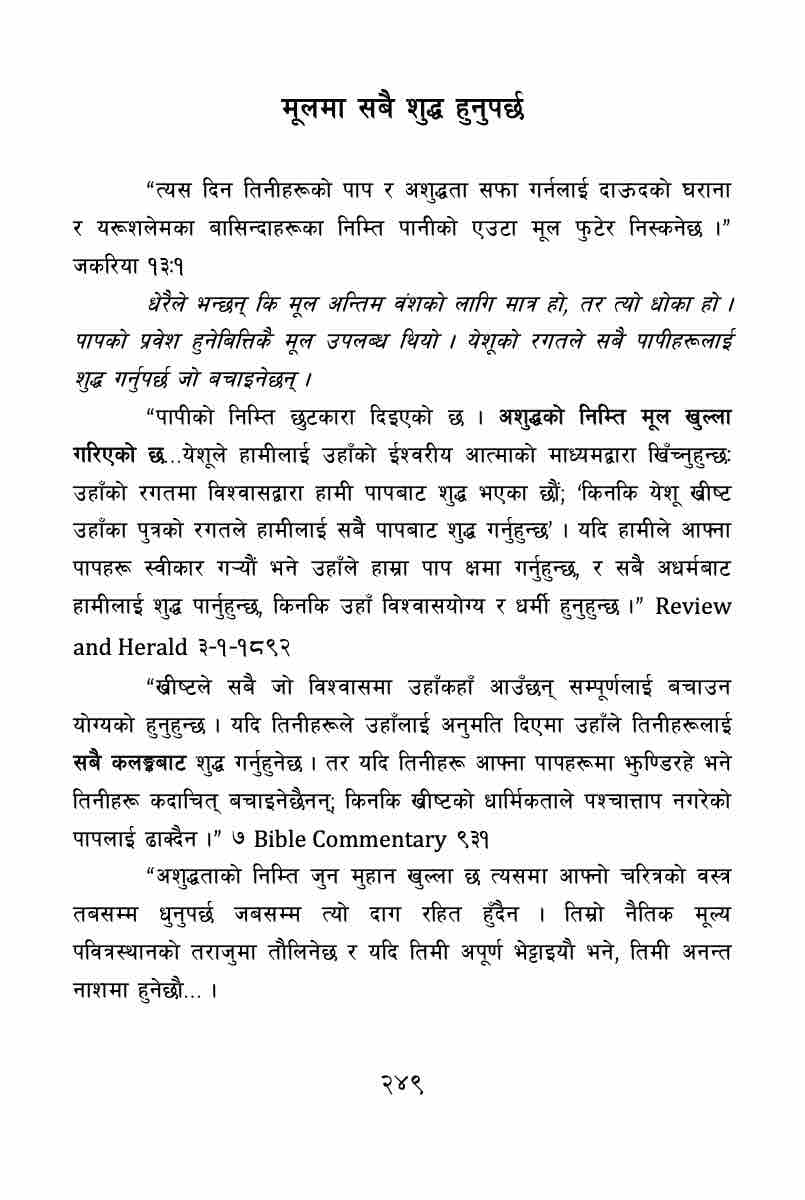 मूलमा सबै शुद्ध हुनुपर्छ
“त्यस दिन तिनीहरूको पाप र अशुद्धता सफा गर्नलाई दाऊदको घराना
र यरूशलेमका बासिन्दाहरूका निम्ति पानीको एउटा मूल फुटेर निस्कनेछ ।”
जकरिया १३ः१
धेरैले भन्छन् कि मूल अन्तिम वंशको लागि मात्र हो, तर त्यो धोका हो ।
पापको प्रवेश हुनेबित्तिकै मूल उपलब्ध थियो । येशूको रगतले सबै पापीहरूलाई
शुद्ध गर्नुपर्छ जो बचाइनेछन् ।
“पापीको निम्ति छुटकारा दिइएको छ । अशुद्धको निम्ति मूल खुल्ला
गरिएको छ...येशूले हामीलाई उहाँको ईश्वरीय आत्माको माध्यमद्वारा खिँच्नुहुन्छः
उहाँको रगतमा विश्वासद्वारा हामी पापबाट शुद्ध भएका छौं; ‘किनकि येशू ख्रीष्ट
उहाँका पुत्रको रगतले हामीलाई सबै पापबाट शुद्ध गर्नुहुन्छ’ । यदि हामीले आफ्ना
पापहरू स्वीकार गर्‍यौं भने उहाँले हाम्रा पाप क्षमा गर्नुहुन्छ, र सबै अधर्मबाट
हामीलाई शुद्ध पार्नुहुन्छ, किनकि उहाँ विश्वासयोग्य र धर्मी हुनुहुन्छ ।” Review
and Herald ३-१-१८९२
“ख्रीष्टले सबै जो विश्वासमा उहाँकहाँ आउँछन् सम्पूर्णलाई बचाउन
योग्यको हुनुहुन्छ । यदि तिनीहरूले उहाँलाई अनुमति दिएमा उहाँले तिनीहरूलाई
सबै कलङ्कबाट शुद्ध गर्नुहुनेछ । तर यदि तिनीहरू आफ्ना पापहरूमा झुण्डिरहे भने
तिनीहरू कदाचित् बचाइनेछैनन्; किनकि ख्रीष्टको धार्मिकताले पश्चात्ताप नगरेको
पापलाई ढाक्दैन ।” ७ Bible Commentary ९३१
“अशुद्धताको निम्ति जुन मुहान खुल्ला छ त्यसमा आफ्नो चरित्रको वस्त्र
तबसम्म धुनुपर्छ जबसम्म त्यो दाग रहित हुँदैन । तिम्रो नैतिक मूल्य
पवित्रस्थानको तराजुमा तौलिनेछ र यदि तिमी अपूर्ण भेट्टाइयौ भने, तिमी अनन्त
नाशमा हुनेछौ... ।
२४९